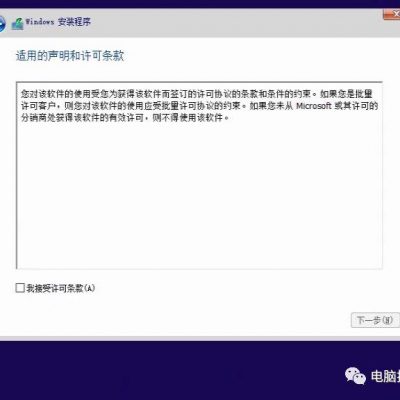 Windows 安装程序
适用的声明和许可条款
您对该软件的使用受您为获得该软件而签订的许可协议的条款和条件的约束。如果您是批量
许可客户，则您对该软件的使用应受批量许可协议的约束。如果您未从 Microsoft 或其许可的
分销商处获得该软件的有效许可，则不得使用该软件。
我接受许可条款(A)
下一步(N)
电脑